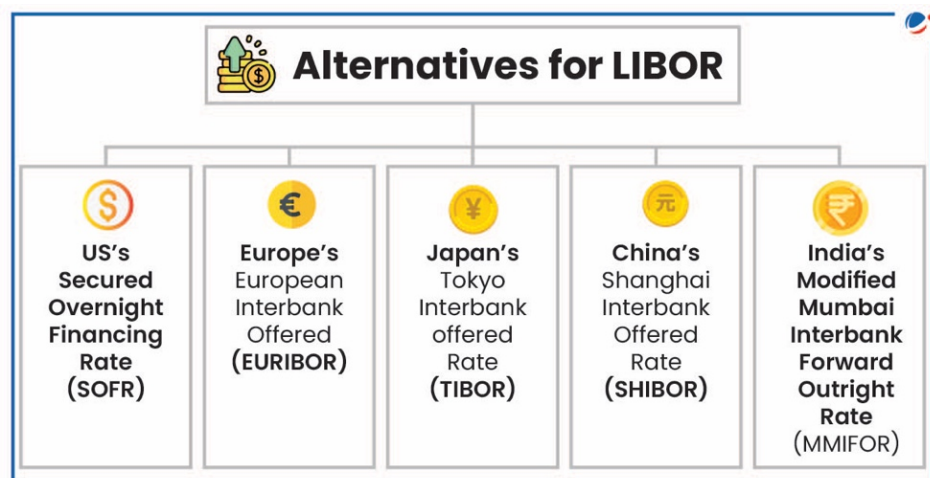 Alternatives for LIBOR
$
US's
Secured
Overnight
Financing
Rate
(SOFR)
€
Europe's
European
Interbank
Offered
(EURIBOR)
¥
Japan's
Tokyo
Interbank
offered
Rate
(TIBOR)
元
China's
Shanghai
Interbank
Offered
Rate
(SHIBOR)
₹
India's
Modified
Mumbai
Interbank
Forward
Outright
Rate
(MMIFOR)